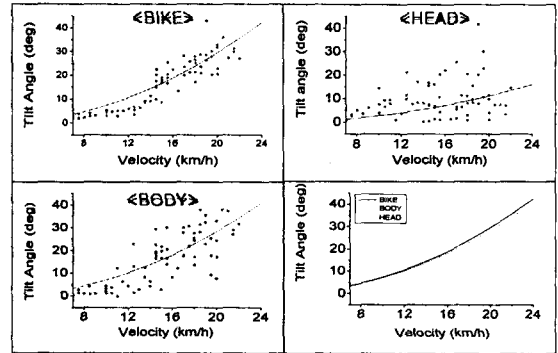 <BIKE>
Tilt Angle (deg)
40
30
20
10
0
8 12 16 20 24
Velocity (km/h)
<HEAD>
Tilt angle (deg)
40
30
20
10
0
8 12 16 20 24
Velocity (km/h)
<BODY>
Tilt Angle (deg)
40
30
20
10
0
8 12 16 20 24
Velocity (km/h)
BIKE
BODY
HEAD
Tilt Angle (deg)
40
30
20
10
0
8 12 16 20 24
Velocity (km/h)